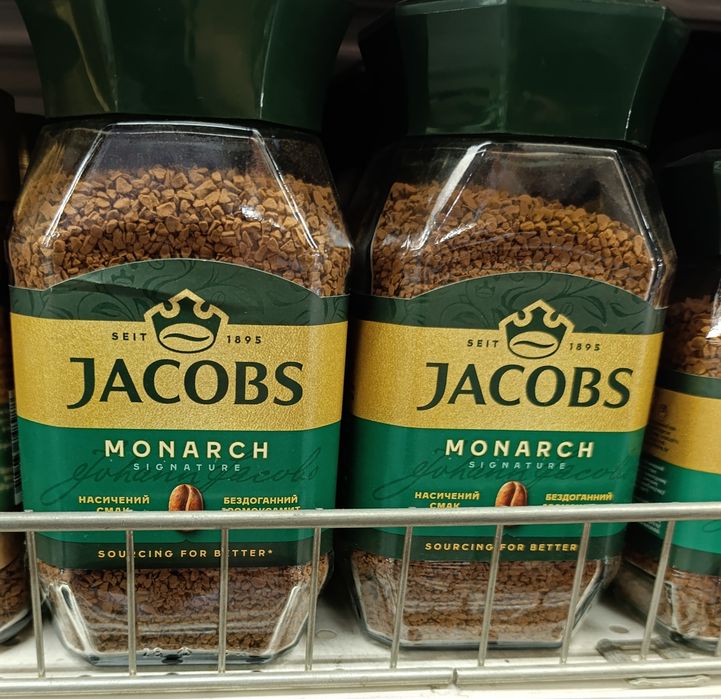 SEIT 1895
JACOBS
MONARCH
SIGNATURE
НАСИЧЕНИЙ
СМАК
БЕЗДОГАННИЙ
SOURCING FOR BETTER*
SEIT 1895
JACOBS
MONARCH
SIGNATURE
НАСИЧЕНИЙ
СМАК
БЕЗДОГАННИЙ
SOURCING FOR BETTER